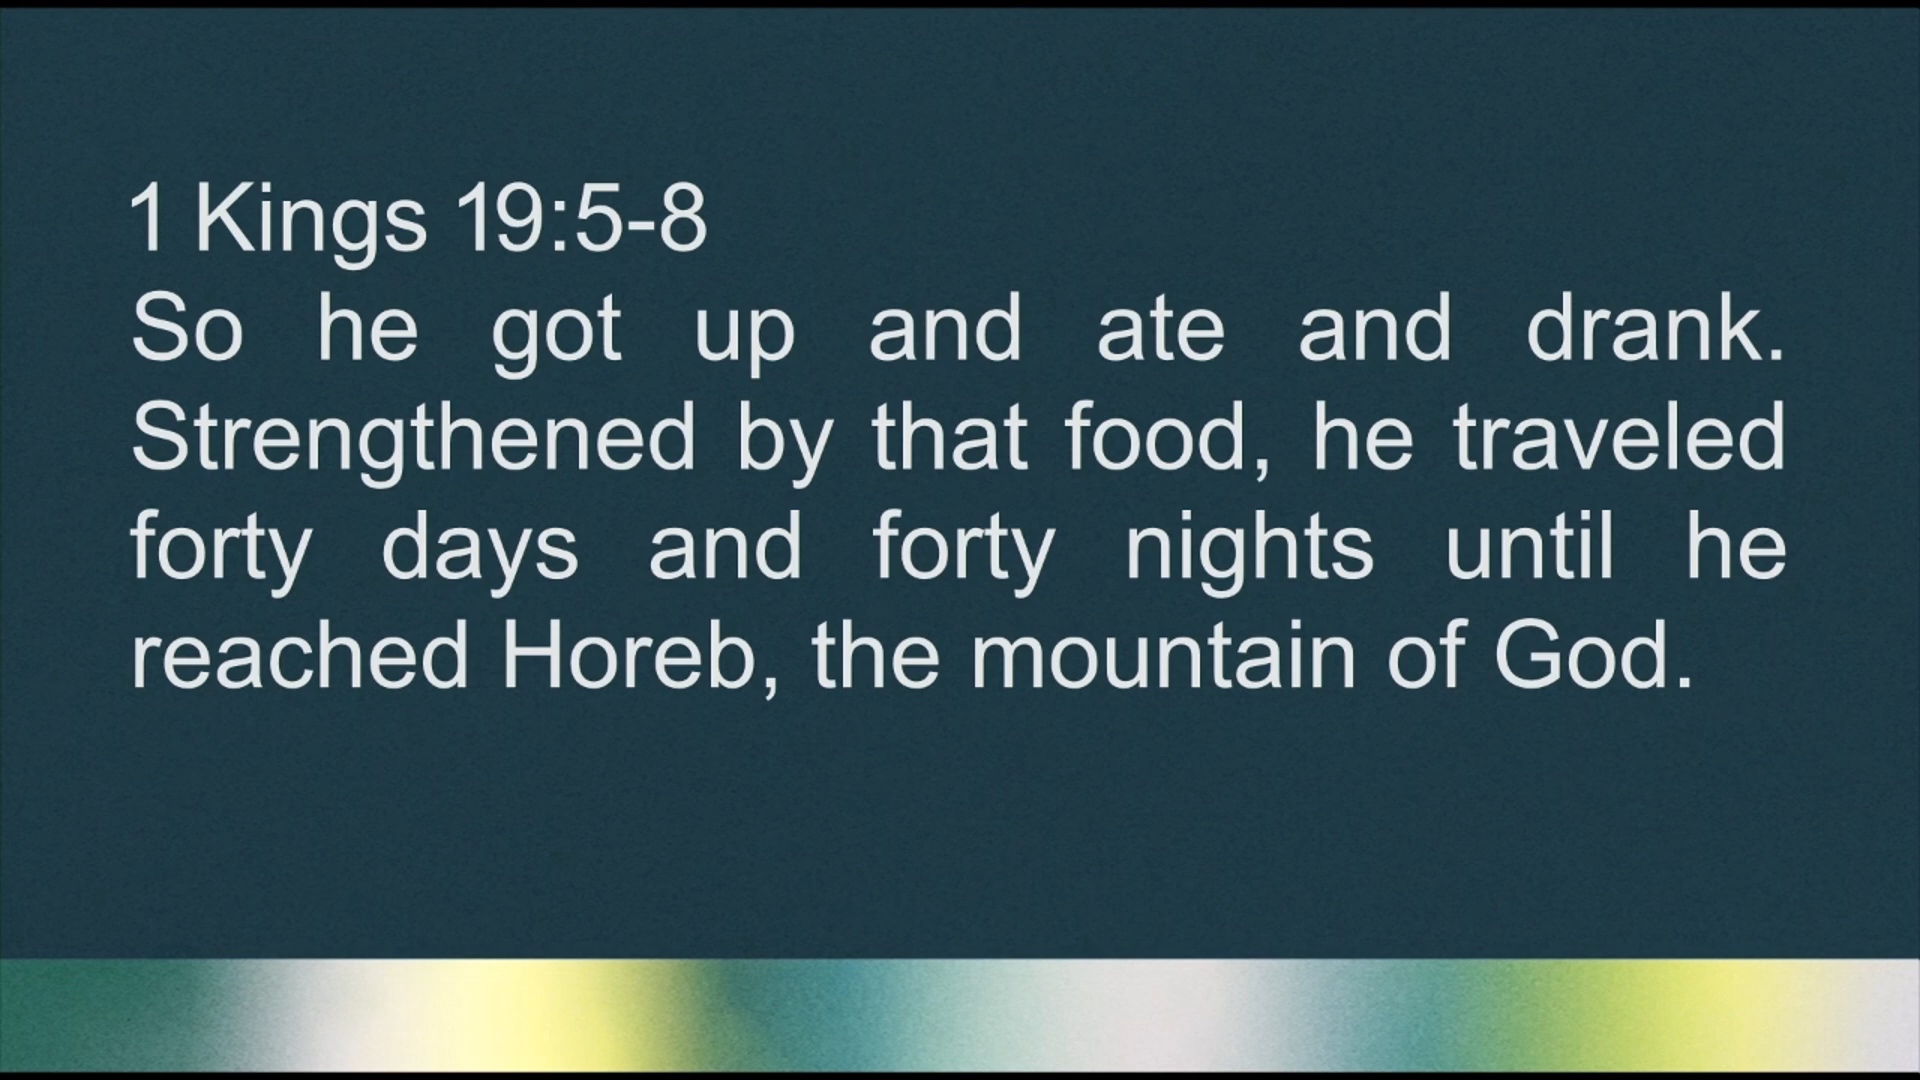 1 Kings 19:5-8
So he got up and ate and drank.
Strengthened by that food, he traveled
forty days and forty nights until he
reached Horeb, the mountain of God.